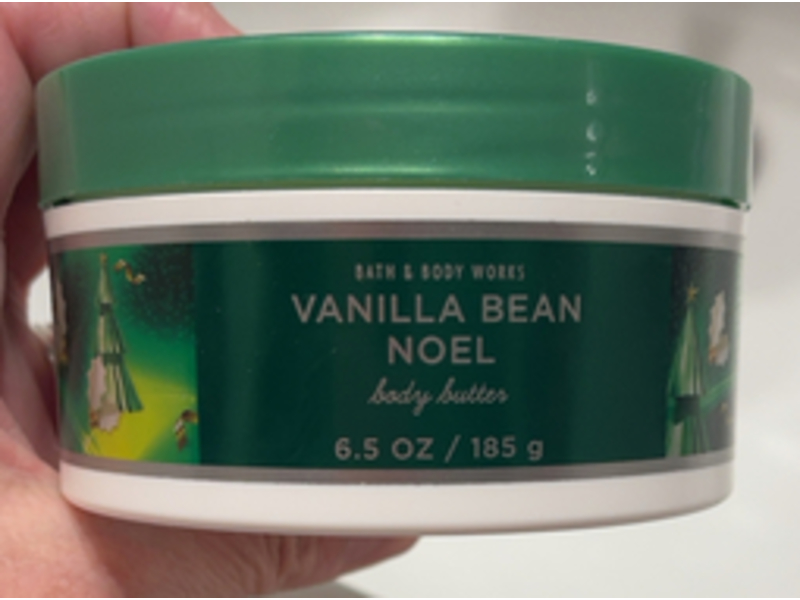 BATH & BODY WORKS
VANILLA BEAN
NOEL
body butter
6.5 OZ / 185 g